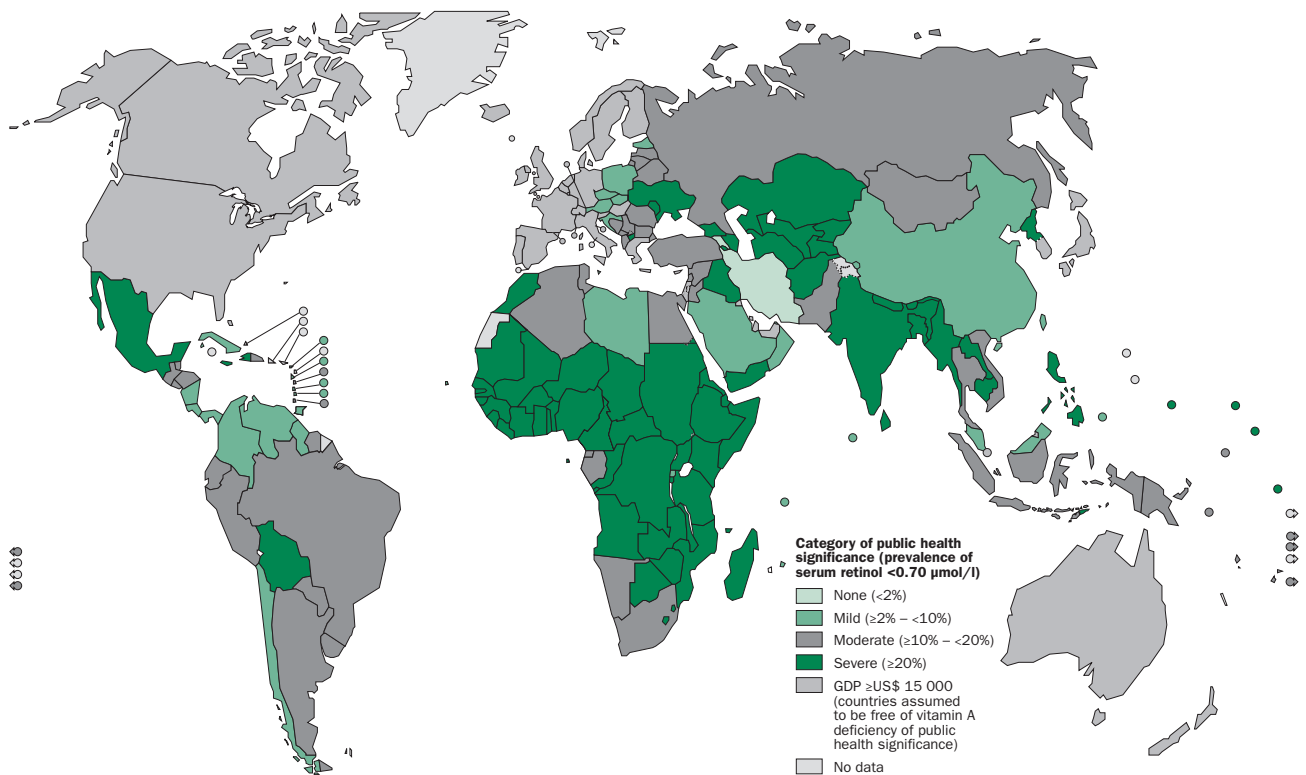 Category of public health
significance (prevalence of
serum retinol <0.70 µmol/l)
None (<2%)
Mild (≥2% – <10%)
Moderate (≥10% – <20%)
Severe (≥20%)
GDP ≥US$ 15 000
(countries assumed
to be free of vitamin A
deficiency of public
health significance)
No data